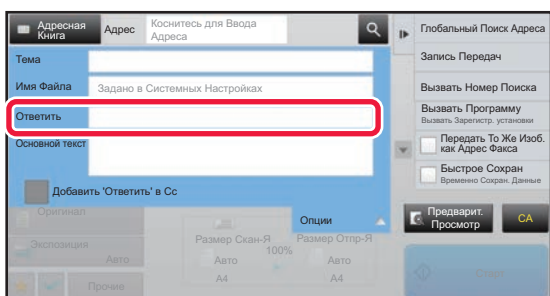 Адресная
Книга
Адрес
Коснитесь для Ввода
Адреса
Тема
Имя Файла
Задано в Системных Настройках
Ответить
Основной текст
Добавить 'Ответить' в Cc
Опции
Оригинал
Экспозиция
Авто
Прочие
Размер Скан-Я
100%
Размер Отпр-Я
Авто
A4
Авто
A4
Глобальный Поиск Адреса
Запись Передач
Вызвать Номер Поиска
Вызвать Программу
Вызвать Зарегистр. установки
Передать То Же Изоб.
как Адрес Факса
Быстрое Сохран
Временно Сохран. Данные
Предварит.
Просмотр
CA
Старт